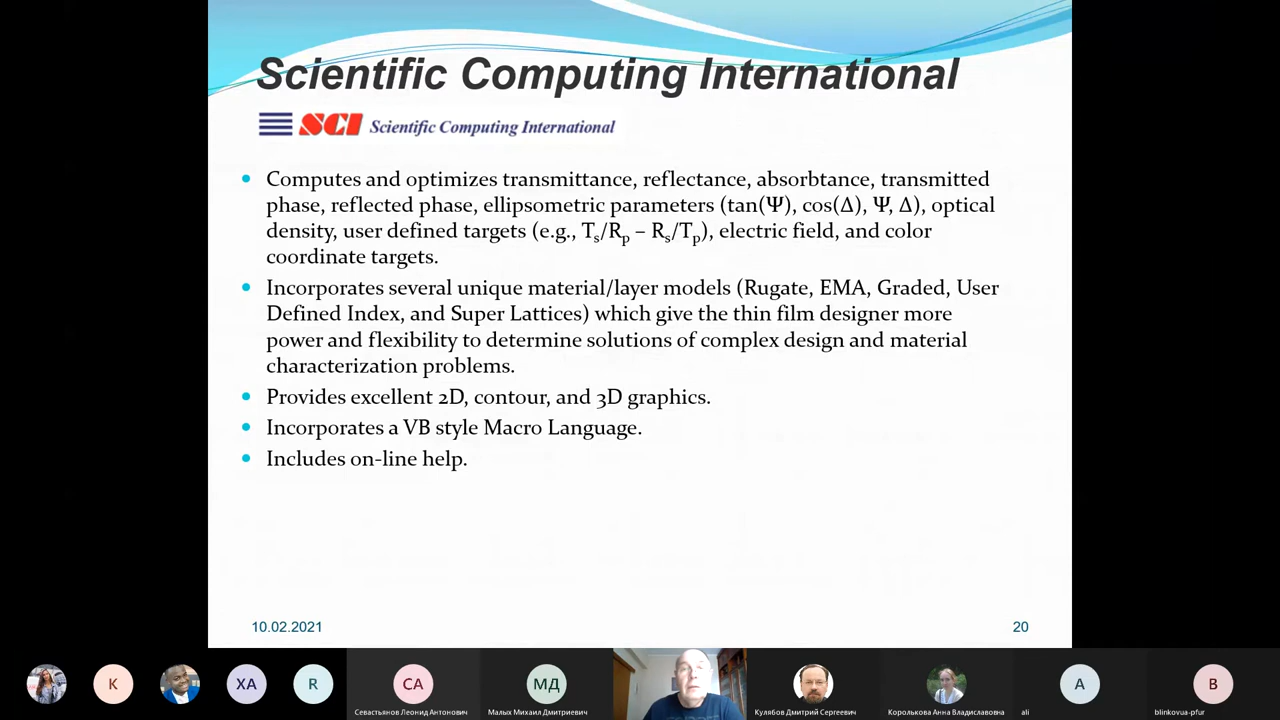 Scientific Computing International
SCI Scientific Computing International
• Computes and optimizes transmittance, reflectance, absorbtance, transmitted
phase, reflected phase, ellipsometric parameters (tan(Ψ), cos(Δ), Ψ, Δ), optical
density, user defined targets (e.g., Ts/Rp – Rs/Tp), electric field, and color
coordinate targets.
• Incorporates several unique material/layer models (Rugate, EMA, Graded, User
Defined Index, and Super Lattices) which give the thin film designer more
power and flexibility to determine solutions of complex design and material
characterization problems.
• Provides excellent 2D, contour, and 3D graphics.
• Incorporates a VB style Macro Language.
• Includes on-line help.
10.02.2021
20
K
XA
R
СА
МД
A
B
Севастьянов Леонид Антонович
Малых Михаил Дмитриевич
Кулябов Дмитрий Сергеевич
Королькова Анна Владиславовна
ali
blinkovua-pfur